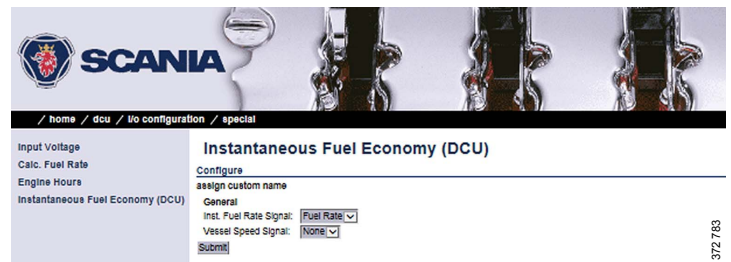 SCANIA
/ home / dcu / i/o configuration / special
Input Voltage
Calc. Fuel Rate
Engine Hours
Instantaneous Fuel Economy (DCU)
Instantaneous Fuel Economy (DCU)
Configure
assign custom name
General
Inst. Fuel Rate Signal: Fuel Rate
Vessel Speed Signal: None
Submit
372 783